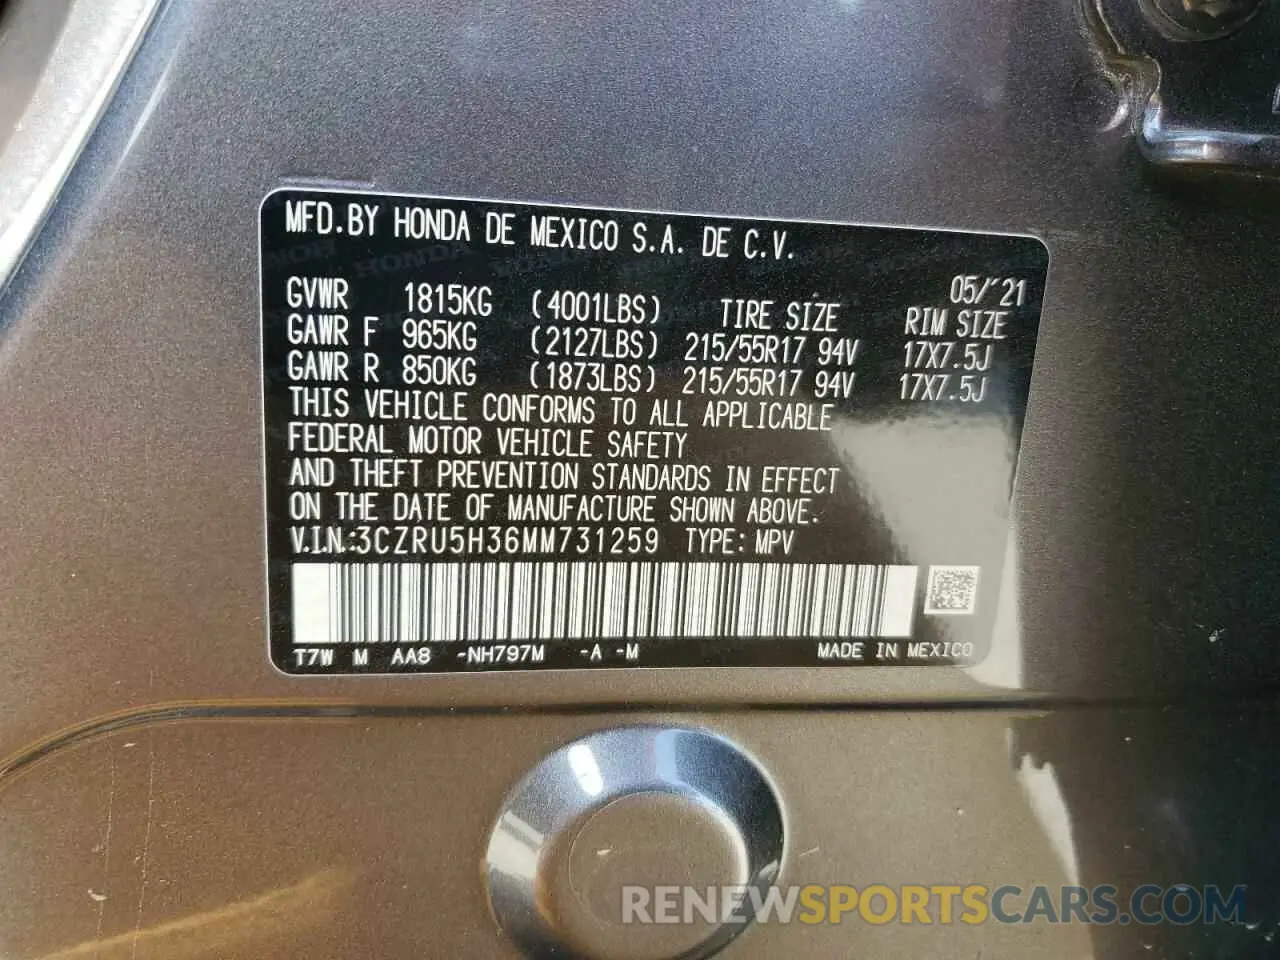 MFD.BY HONDA DE MEXICO S.A. DE C.V.
05/'21
GVWR 1815KG (4001LBS) TIRE SIZE RIM SIZE
GAWR F 965KG (2127LBS) 215/55R17 94V 17X7.5J
GAWR R 850KG (1873LBS) 215/55R17 94V 17X7.5J
THIS VEHICLE CONFORMS TO ALL APPLICABLE
FEDERAL MOTOR VEHICLE SAFETY
AND THEFT PREVENTION STANDARDS IN EFFECT
ON THE DATE OF MANUFACTURE SHOWN ABOVE.
V.I.N.:3CZRU5H36MM731259 TYPE: MPV
T7W M AA8 -NH797M -A -M MADE IN MEXICO
RENEWSPORTSCARS.COM